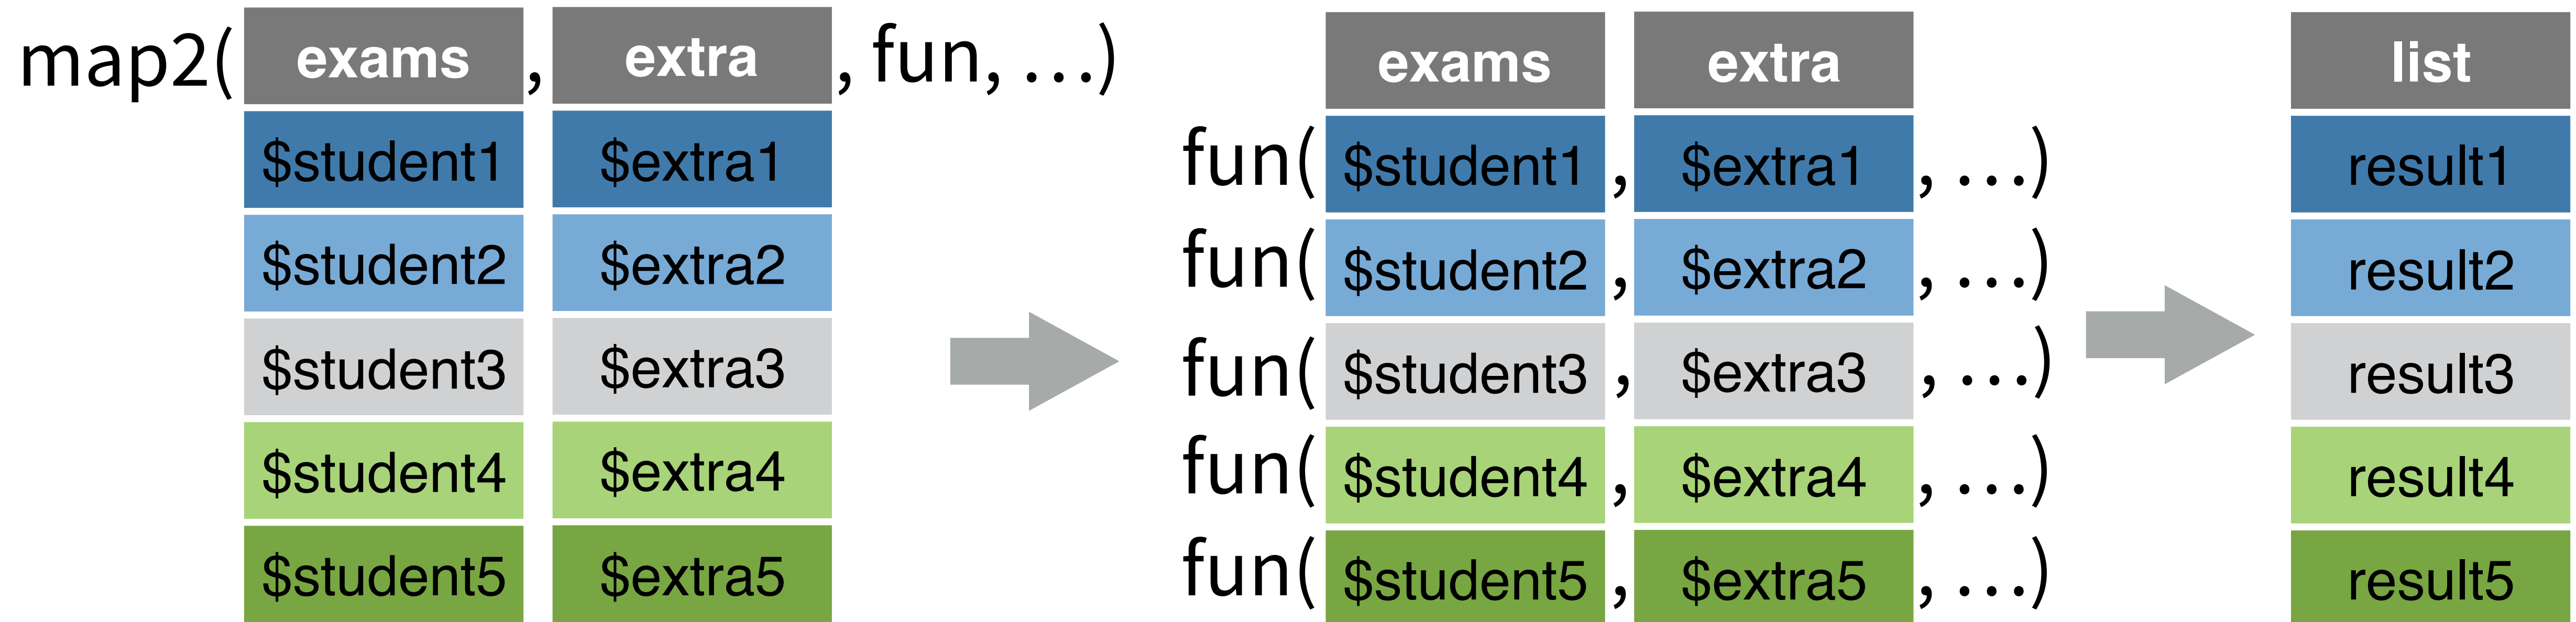 map2( exams , extra , fun, …) exams extra list
$student1 $extra1 fun( $student1 , $extra1 , …) result1
$student2 $extra2 fun( $student2 , $extra2 , …) result2
$student3 $extra3 fun( $student3 , $extra3 , …) result3
$student4 $extra4 fun( $student4 , $extra4 , …) result4
$student5 $extra5 fun( $student5 , $extra5 , …) result5